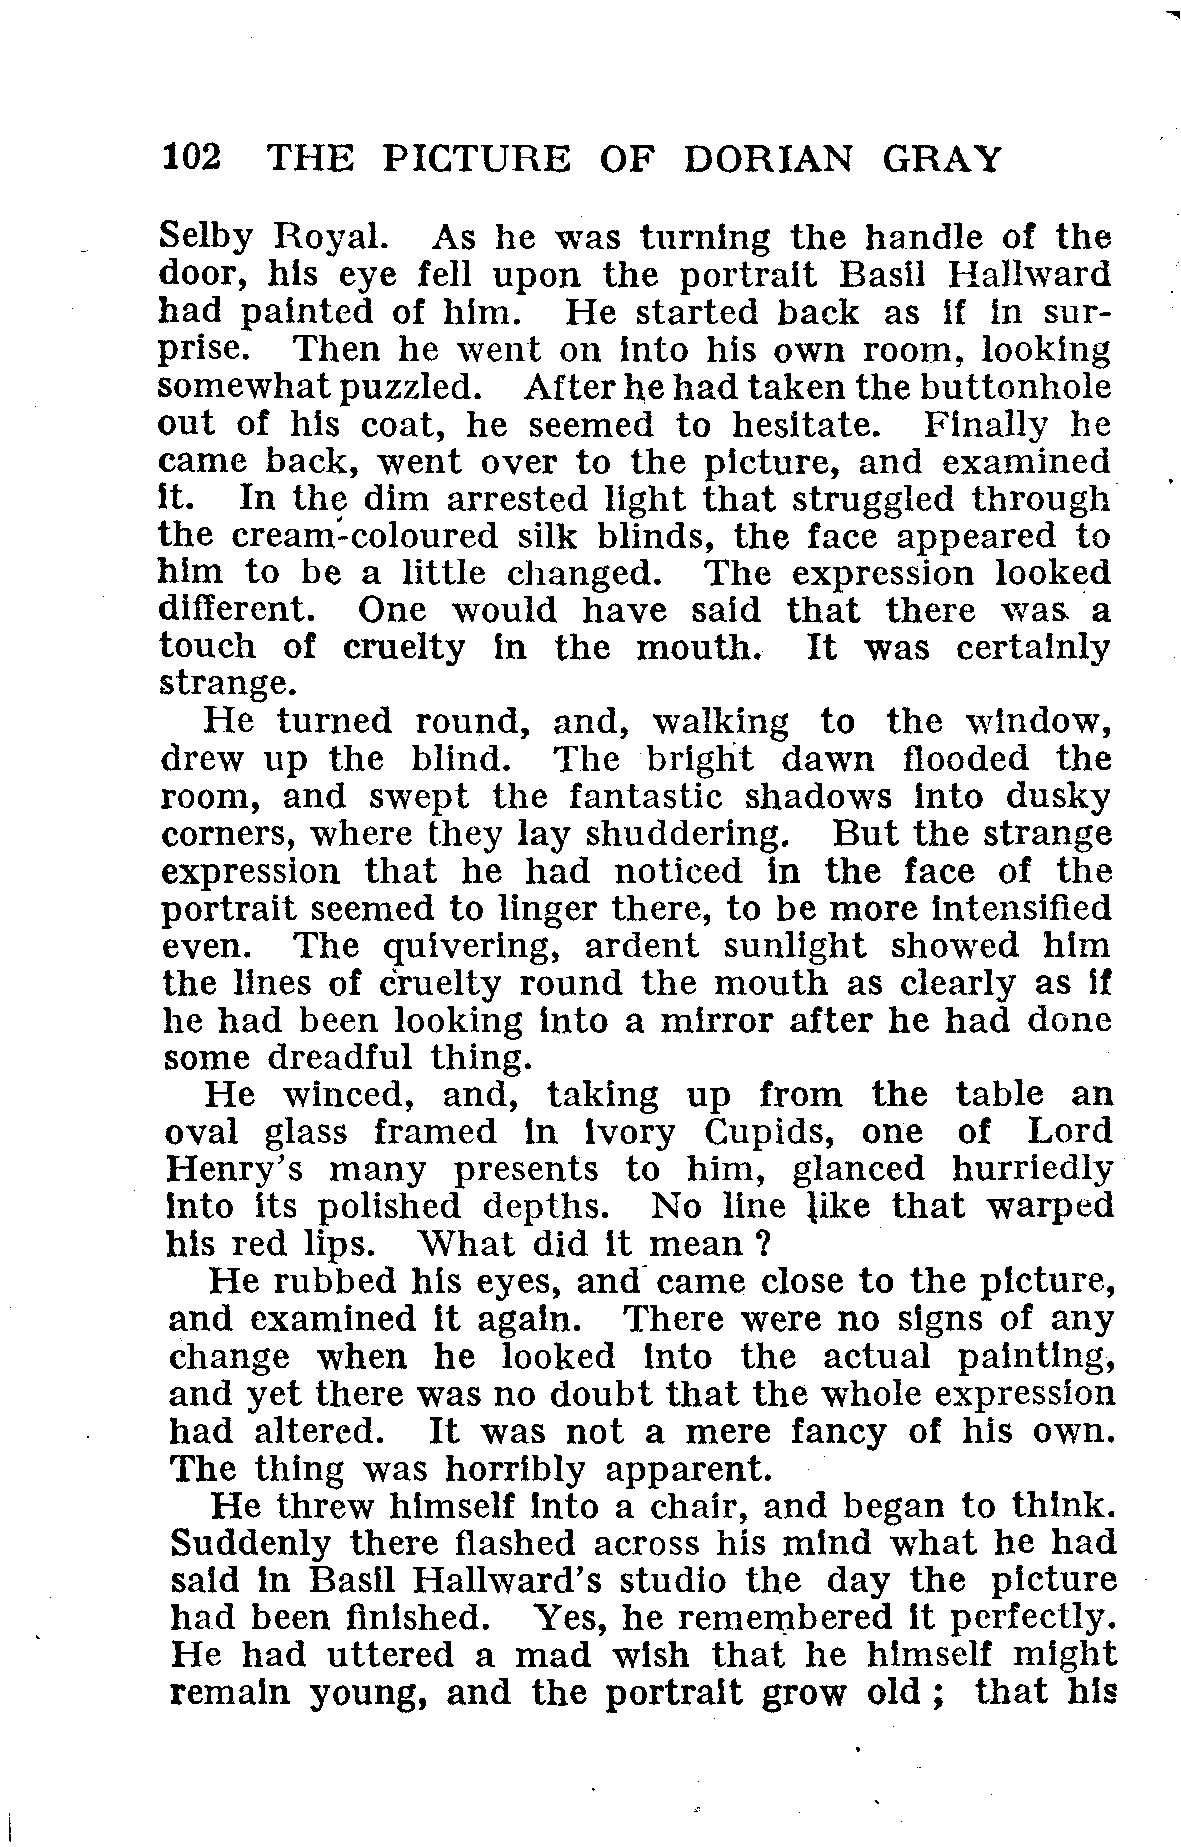 102 THE PICTURE OF DORIAN GRAY
Selby Royal. As he was turning the handle of the
door, his eye fell upon the portrait Basil Hallward
had painted of him. He started back as if in sur-
prise. Then he went on into his own room, looking
somewhat puzzled. After he had taken the buttonhole
out of his coat, he seemed to hesitate. Finally he
came back, went over to the picture, and examined
it. In the dim arrested light that struggled through
the cream-coloured silk blinds, the face appeared to
him to be a little changed. The expression looked
different. One would have said that there was a
touch of cruelty in the mouth. It was certainly
strange.
He turned round, and, walking to the window,
drew up the blind. The bright dawn flooded the
room, and swept the fantastic shadows into dusky
corners, where they lay shuddering. But the strange
expression that he had noticed in the face of the
portrait seemed to linger there, to be more intensified
even. The quivering, ardent sunlight showed him
the lines of cruelty round the mouth as clearly as if
he had been looking into a mirror after he had done
some dreadful thing.
He winced, and, taking up from the table an
oval glass framed in ivory Cupids, one of Lord
Henry's many presents to him, glanced hurriedly
into its polished depths. No line like that warped
his red lips. What did it mean ?
He rubbed his eyes, and came close to the picture,
and examined it again. There were no signs of any
change when he looked into the actual painting,
and yet there was no doubt that the whole expression
had altered. It was not a mere fancy of his own.
The thing was horribly apparent.
He threw himself into a chair, and began to think.
Suddenly there flashed across his mind what he had
said in Basil Hallward's studio the day the picture
had been finished. Yes, he remembered it perfectly.
He had uttered a mad wish that he himself might
remain young, and the portrait grow old ; that his